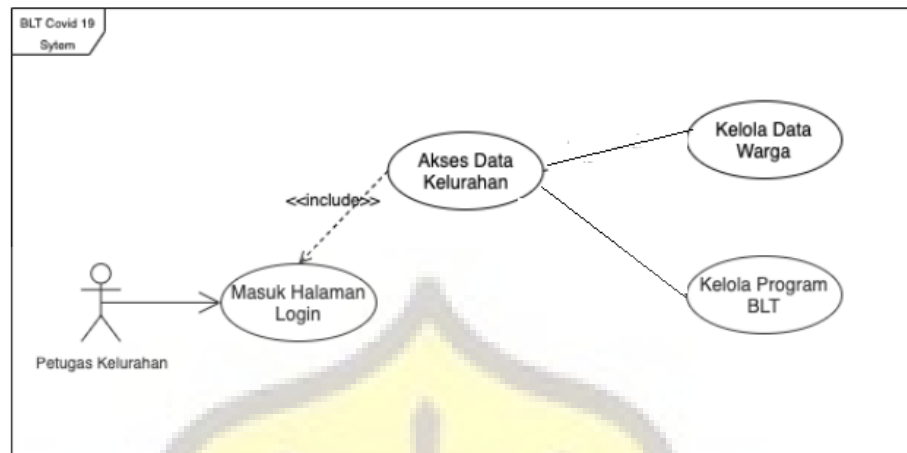 BLT Covid 19
Sytem
Kelola Data
Warga
Akses Data
Kelurahan
<<include>>
Masuk Halaman
Login
Kelola Program
BLT
Petugas Kelurahan